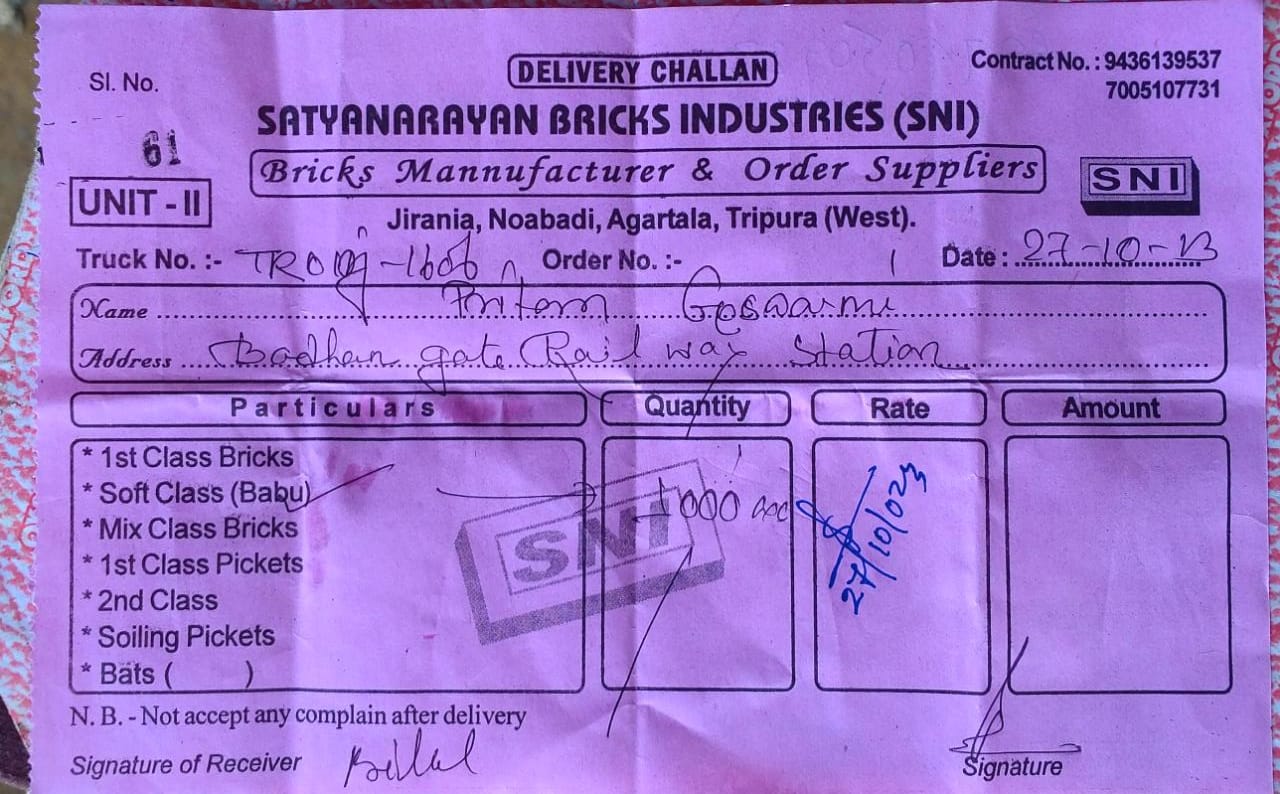 Sl. No.
DELIVERY CHALLAN
Contract No. : 9436139537
7005107731
61
SATYANARAYAN BRICKS INDUSTRIES (SNI)
Bricks Mannufacturer & Order Suppliers
SNI
UNIT - II
Jirania, Noabadi, Agartala, Tripura (West).
Truck No. :- Order No. :- Date : 27-10-
Name Pritam Goswami
Address gate Rail way Station
Particulars Quantity Rate Amount
* 1st Class Bricks
* Soft Class (Babu)
* Mix Class Bricks
* 1st Class Pickets
* 2nd Class
* Soiling Pickets
* Bats ( )
1000
SNI
27/10/023
N. B. - Not accept any complain after delivery
Signature of Receiver Billal
Signature